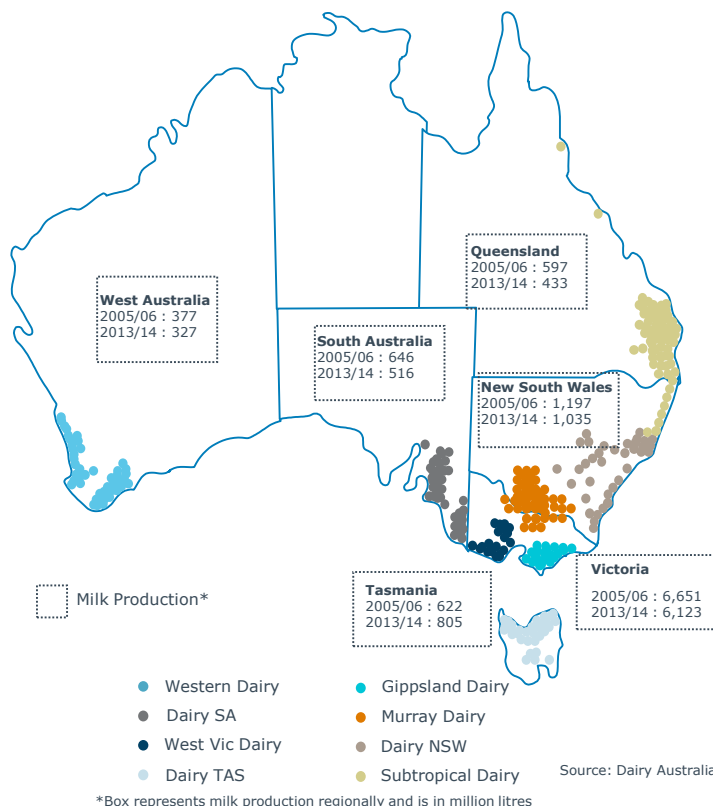 Queensland
2005/06 : 597
2013/14 : 433
West Australia
2005/06 : 377
2013/14 : 327
South Australia
2005/06 : 646
2013/14 : 516
New South Wales
2005/06 : 1,197
2013/14 : 1,035
Victoria
2005/06 : 6,651
2013/14 : 6,123
Tasmania
2005/06 : 622
2013/14 : 805
Milk Production*
Western Dairy
Dairy SA
West Vic Dairy
Dairy TAS
Gippsland Dairy
Murray Dairy
Dairy NSW
Subtropical Dairy
Source: Dairy Australia
*Box represents milk production regionally and is in million litres